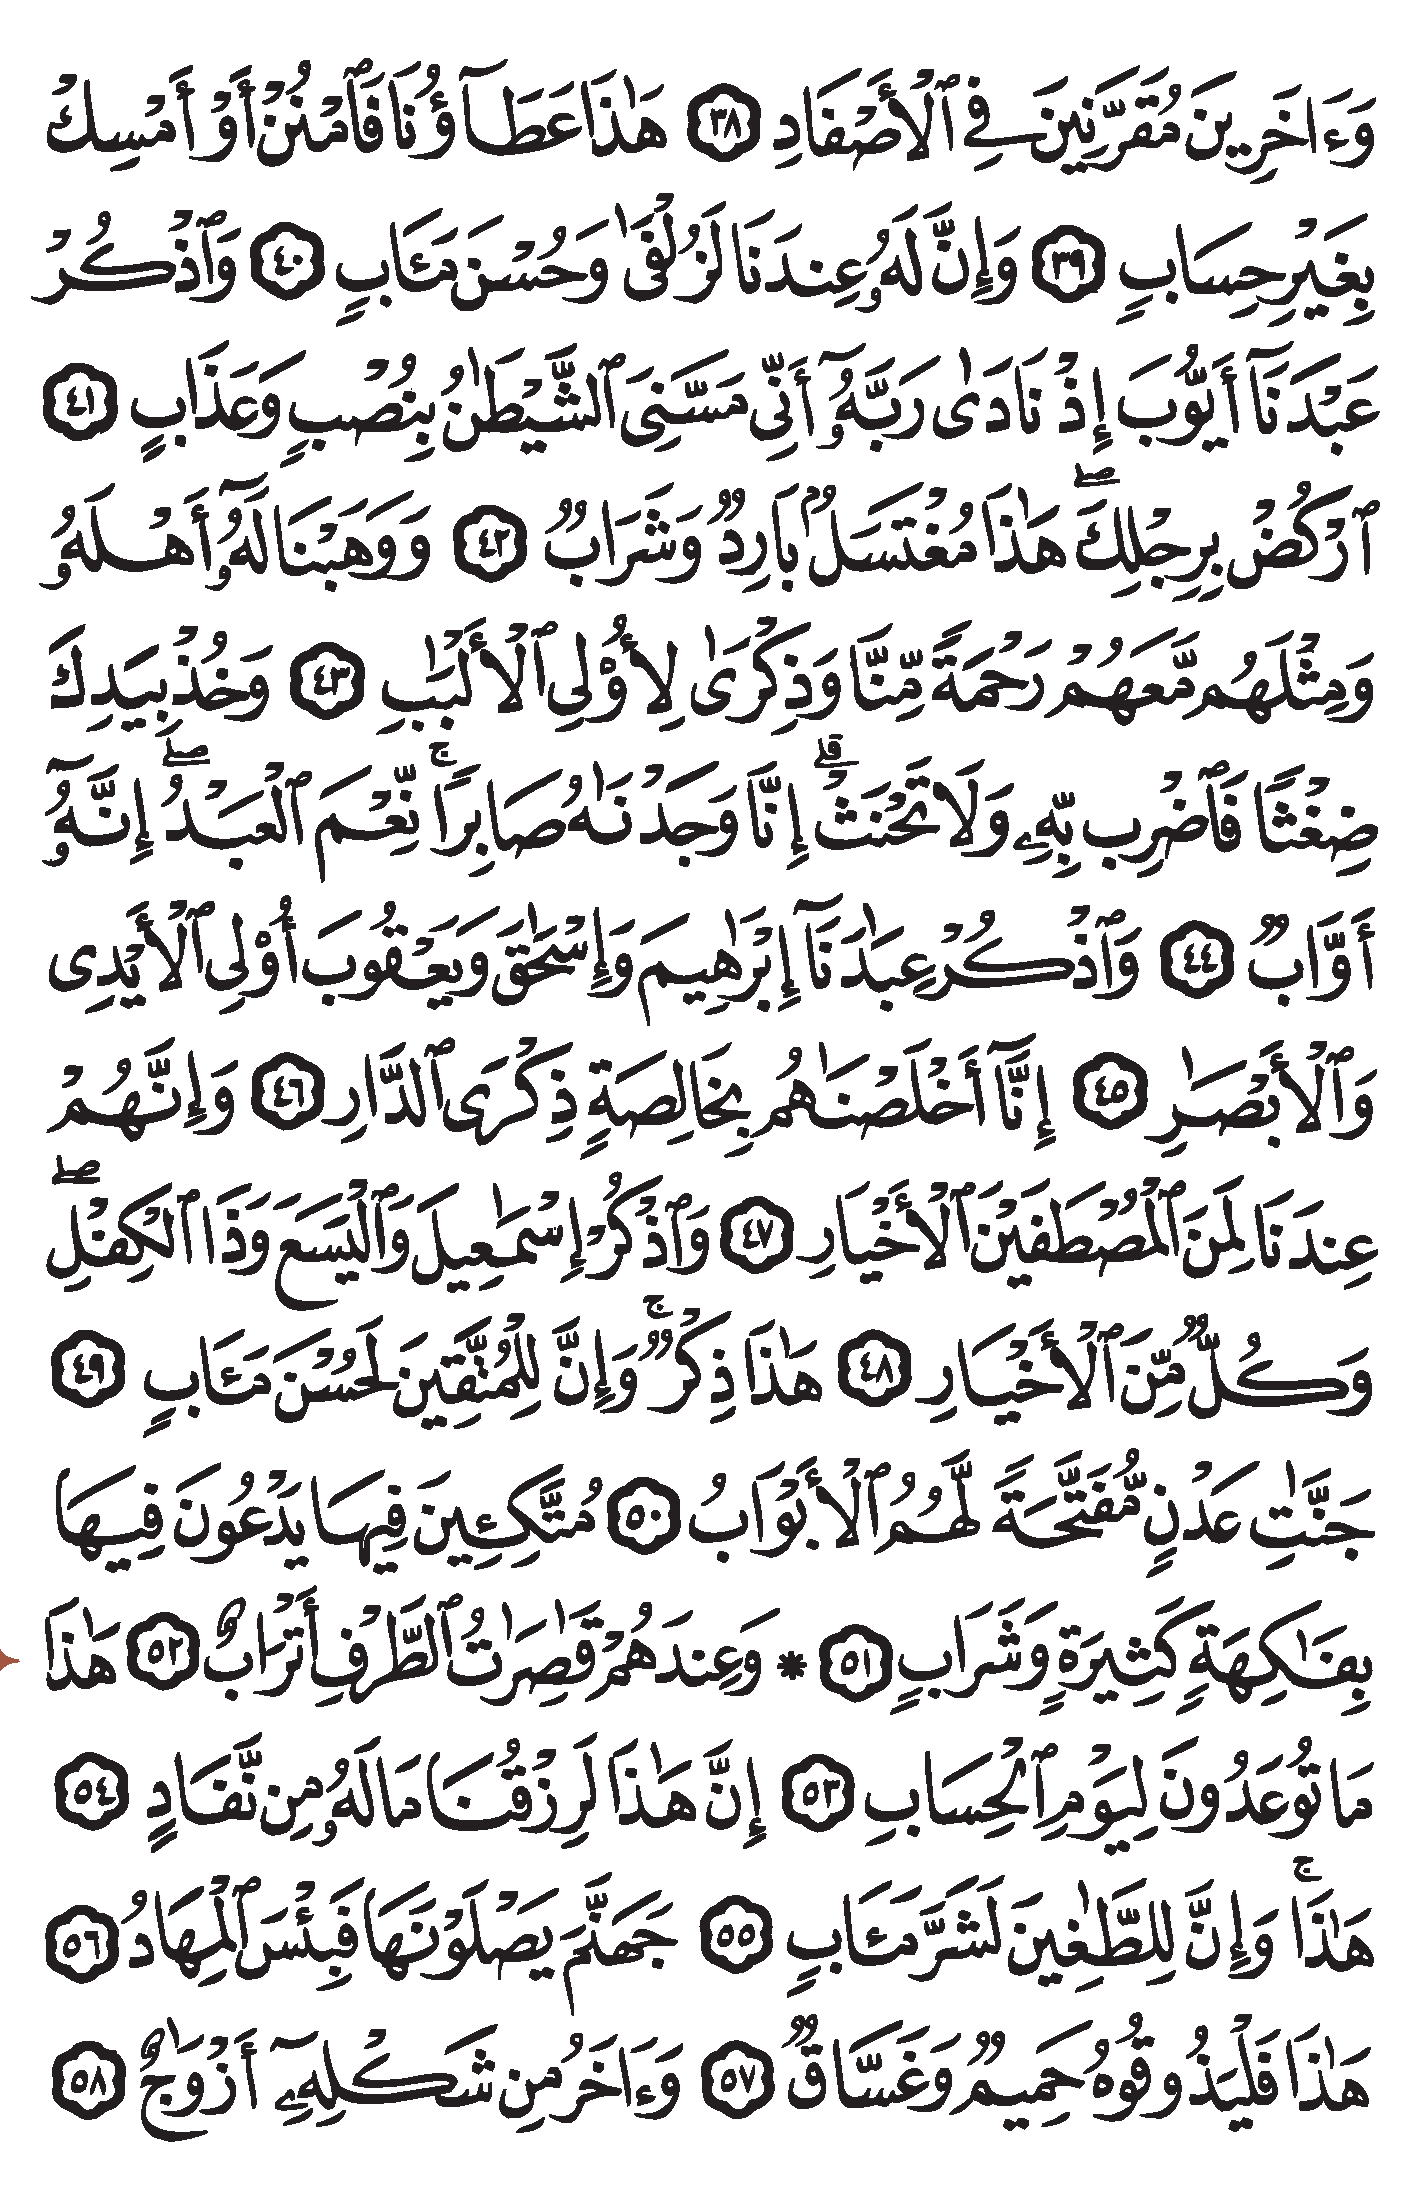 وَءَاخَرِينَ مُقَرَّنِينَ فِي ٱلْأَصْفَادِ ٣٨ هَٰذَا عَطَآؤُنَا فَٱمْنُنْ أَوْ أَمْسِكْ
بِغَيْرِ حِسَابٍ ٣٩ وَإِنَّ لَهُۥ عِندَنَا لَزُلْفَىٰ وَحُسْنَ مَـَٔابٍ ٤٠ وَٱذْكُرْ
عَبْدَنَآ أَيُّوبَ إِذْ نَادَىٰ رَبَّهُۥٓ أَنِّى مَسَّنِىَ ٱلشَّيْطَٰنُ بِنُصْبٍ وَعَذَابٍ ٤١
ٱرْكُضْ بِرِجْلِكَ ۖ هَٰذَا مُغْتَسَلٌۢ بَارِدٌ وَشَرَابٌ ٤٢ وَوَهَبْنَا لَهُۥٓ أَهْلَهُۥ
وَمِثْلَهُم مَّعَهُمْ رَحْمَةً مِّنَّا وَذِكْرَىٰ لِأُو۟لِى ٱلْأَلْبَٰبِ ٤٣ وَخُذْ بِيَدِكَ
ضِغْثًا فَٱضْرِب بِّهِۦ وَلَا تَحْنَثْ ۗ إِنَّا وَجَدْنَٰهُ صَابِرًا ۚ نِّعْمَ ٱلْعَبْدُ ۖ إِنَّهُۥٓ
أَوَّابٌ ٤٤ وَٱذْكُرْ عِبَٰدَنَآ إِبْرَٰهِيمَ وَإِسْحَٰقَ وَيَعْقُوبَ أُو۟لِى ٱلْأَيْدِى
وَٱلْأَبْصَٰرِ ٤٥ إِنَّآ أَخْلَصْنَٰهُم بِخَالِصَةٍ ذِكْرَى ٱلدَّارِ ٤٦ وَإِنَّهُمْ
عِندَنَا لَمِنَ ٱلْمُصْطَفَيْنَ ٱلْأَخْيَارِ ٤٧ وَٱذْكُرْ إِسْمَٰعِيلَ وَٱلْيَسَعَ وَذَا ٱلْكِفْلِ ۖ
وَكُلٌّ مِّنَ ٱلْأَخْيَارِ ٤٨ هَٰذَا ذِكْرٌ ۚ وَإِنَّ لِلْمُتَّقِينَ لَحُسْنَ مَـَٔابٍ ٤٩
جَنَّٰتِ عَدْنٍ مُّفَتَّحَةً لَّهُمُ ٱلْأَبْوَابُ ٥٠ مُتَّكِـِٔينَ فِيهَا يَدْعُونَ فِيهَا
بِفَٰكِهَةٍ كَثِيرَةٍ وَشَرَابٍ ٥١ * وَعِندَهُمْ قَٰصِرَٰتُ ٱلطَّرْفِ أَتْرَابٌ ٥٢ هَٰذَا
مَا تُوعَدُونَ لِيَوْمِ ٱلْحِسَابِ ٥٣ إِنَّ هَٰذَا لَرِزْقُنَا مَا لَهُۥ مِن نَّفَادٍ ٥٤
هَٰذَا ۚ وَإِنَّ لِلطَّٰغِينَ لَشَرَّ مَـَٔابٍ ٥٥ جَهَنَّمَ يَصْلَوْنَهَا فَبِئْسَ ٱلْمِهَادُ ٥٦
هَٰذَا فَلْيَذُوقُوهُ حَمِيمٌ وَغَسَّاقٌ ٥٧ وَءَاخَرُ مِن شَكْلِهِۦٓ أَزْوَٰجٌ ٥٨